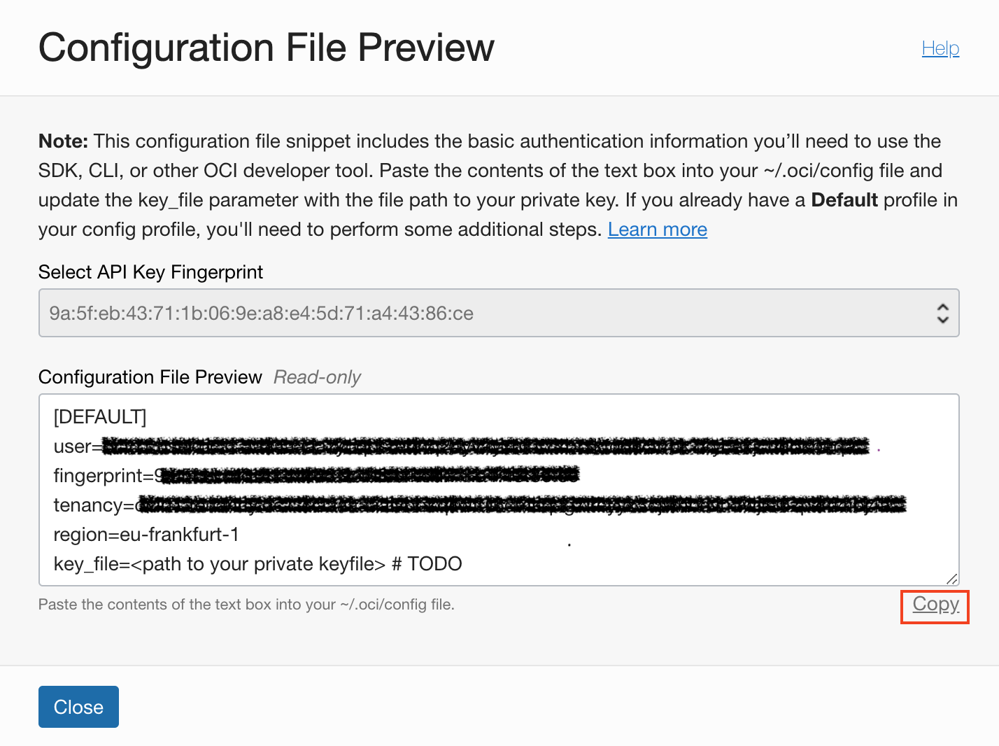 Configuration File Preview
Help
Note: This configuration file snippet includes the basic authentication information you’ll need to use the
SDK, CLI, or other OCI developer tool. Paste the contents of the text box into your ~/.oci/config file and
update the key_file parameter with the file path to your private key. If you already have a Default profile in
your config profile, you'll need to perform some additional steps. Learn more
Select API Key Fingerprint
9a:5f:eb:43:71:1b:06:9e:a8:e4:5d:71:a4:43:86:ce
Configuration File Preview Read-only
[DEFAULT]
user=
fingerprint=9
tenancy=
region=eu-frankfurt-1
key_file=<path to your private keyfile> # TODO
Paste the contents of the text box into your ~/.oci/config file.
Copy
Close